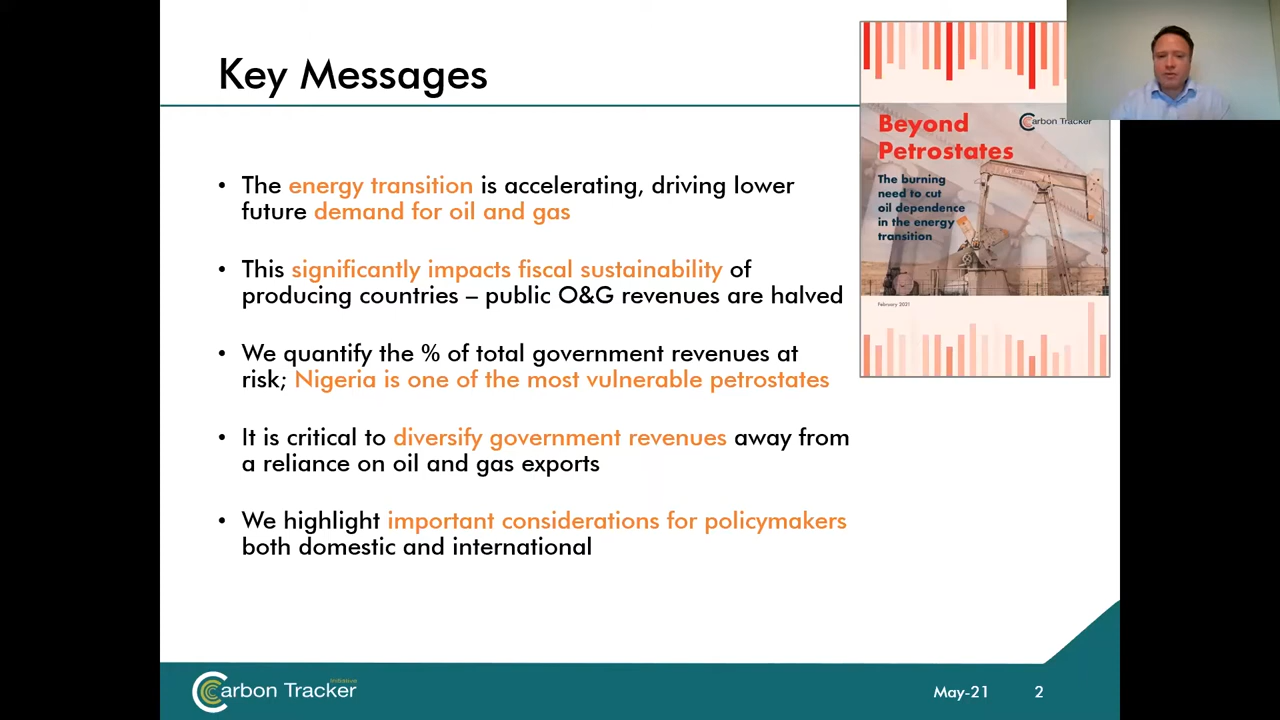 Key Messages
• The energy transition is accelerating, driving lower
future demand for oil and gas
• This significantly impacts fiscal sustainability of
producing countries – public O&G revenues are halved
• We quantify the % of total government revenues at
risk; Nigeria is one of the most vulnerable petrostates
• It is critical to diversify government revenues away from
a reliance on oil and gas exports
• We highlight important considerations for policymakers
both domestic and international
Carbon Tracker
Beyond
Petrostates
The burning
need to cut
oil dependence
in the energy
transition
February 2021
Carbon Tracker
Initiative
May-21
2